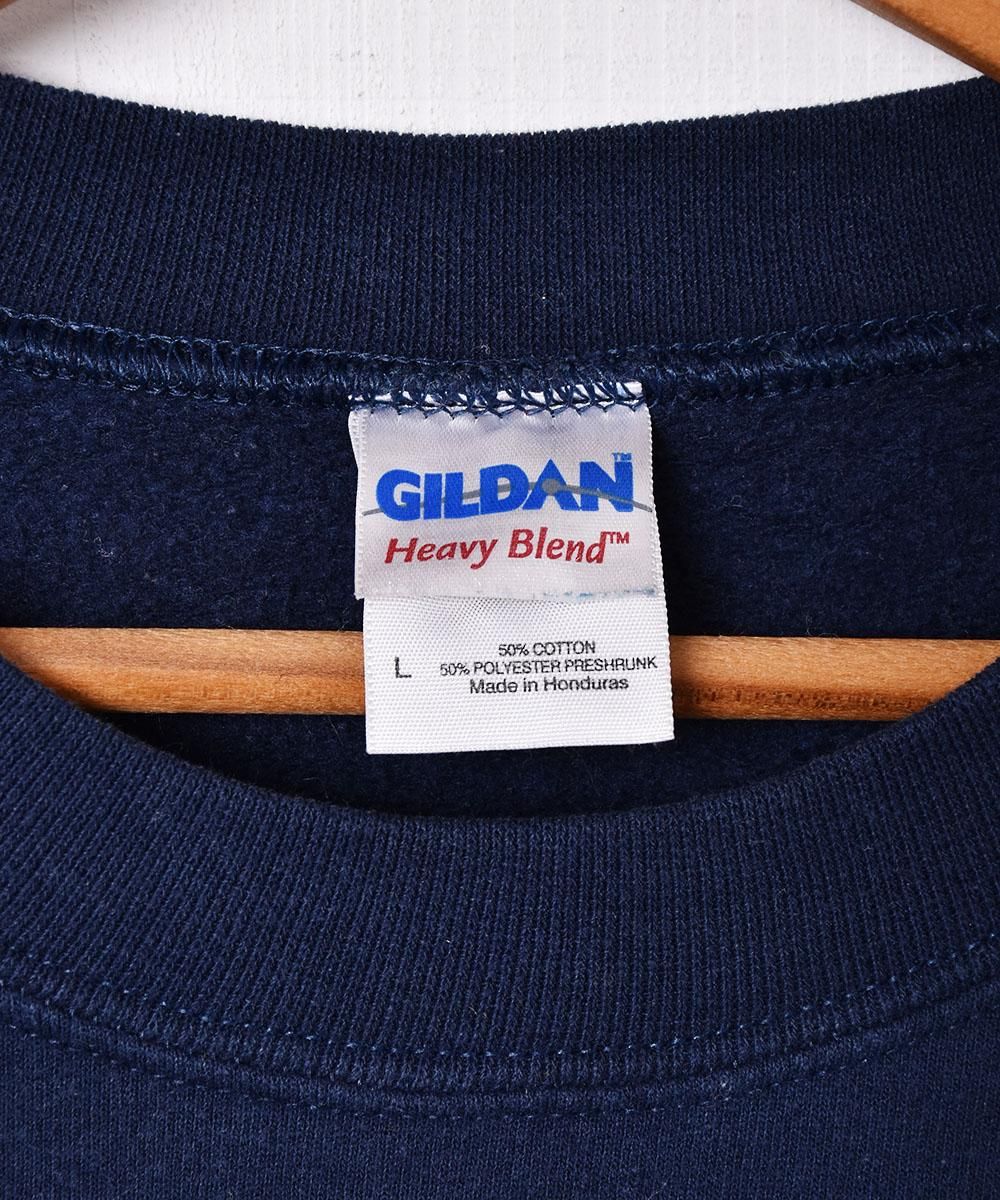 GILDAN™
Heavy Blend™
L
50% COTTON
50% POLYESTER PRESHRUNK
Made in Honduras